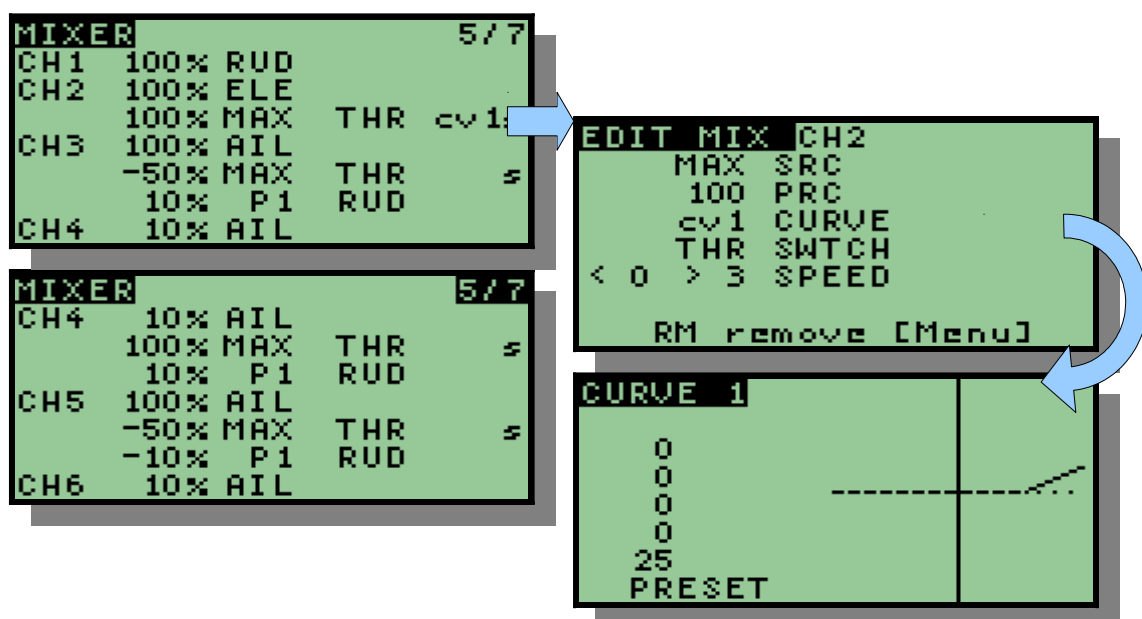 MIXER 5/7
CH1 100% RUD
CH2 100% ELE
100% MAX THR cv1s
CH3 100% AIL
-50% MAX THR s
10% P1 RUD
CH4 10% AIL
MIXER 5/7
CH4 10% AIL
100% MAX THR s
10% P1 RUD
CH5 100% AIL
-50% MAX THR s
-10% P1 RUD
CH6 10% AIL
EDIT MIX CH2
MAX SRC
100 PRC
cv1 CURVE
THR SWTCH
< 0 > 3 SPEED
RM remove [Menu]
CURVE 1
0
0
0
0
25
PRESET